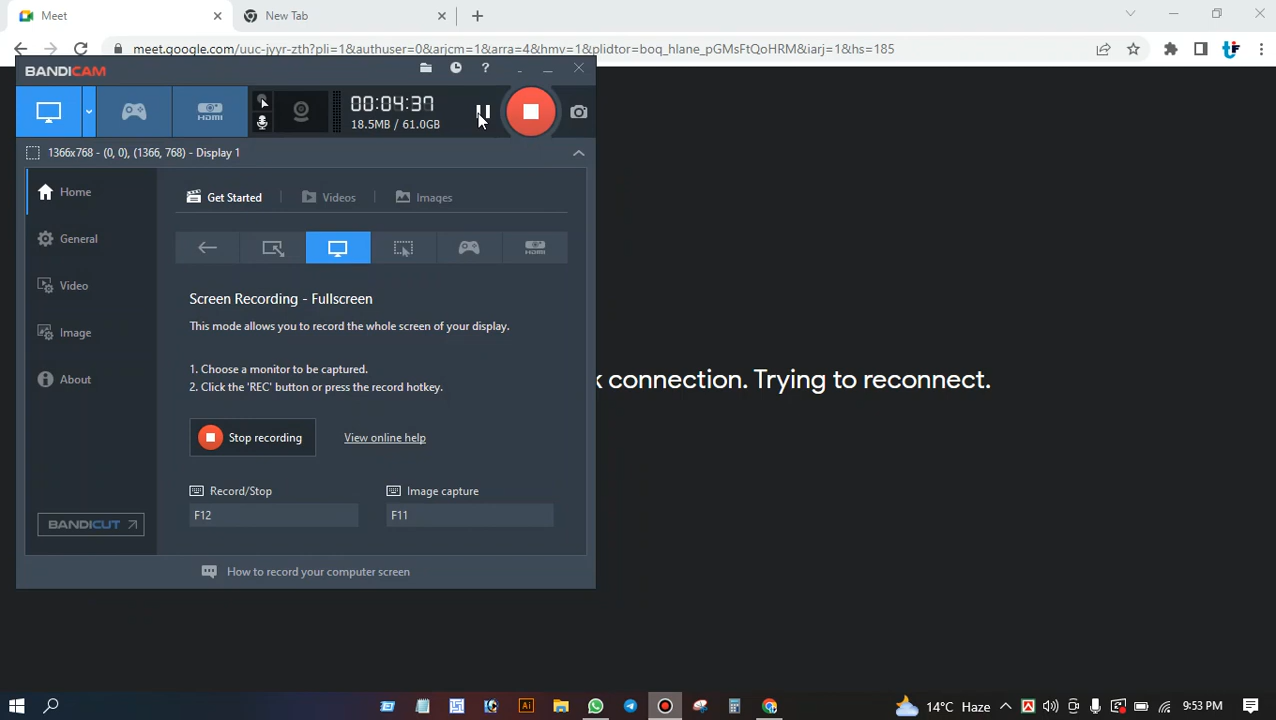 Meet
New Tab
meet.google.com/uuc-jyyr-zth?pli=1&authuser=0&arjcm=1&arra=4&hmv=1&plidtor=boq_hlane_pGMsFtQoHRM&iarj=1&hs=185
BANDICAM
?
HDMI
00:04:37
18.5MB / 61.0GB
1366x768 - (0, 0), (1366, 768) - Display 1
Home
General
Video
Image
About
BANDICUT
Get Started
Videos
Images
HDMI
Screen Recording - Fullscreen
This mode allows you to record the whole screen of your display.
1. Choose a monitor to be captured.
2. Click the 'REC' button or press the record hotkey.
Stop recording
View online help
Record/Stop
Image capture
F12
F11
How to record your computer screen
k connection. Trying to reconnect.
Ai
14°C Haze
9:53 PM